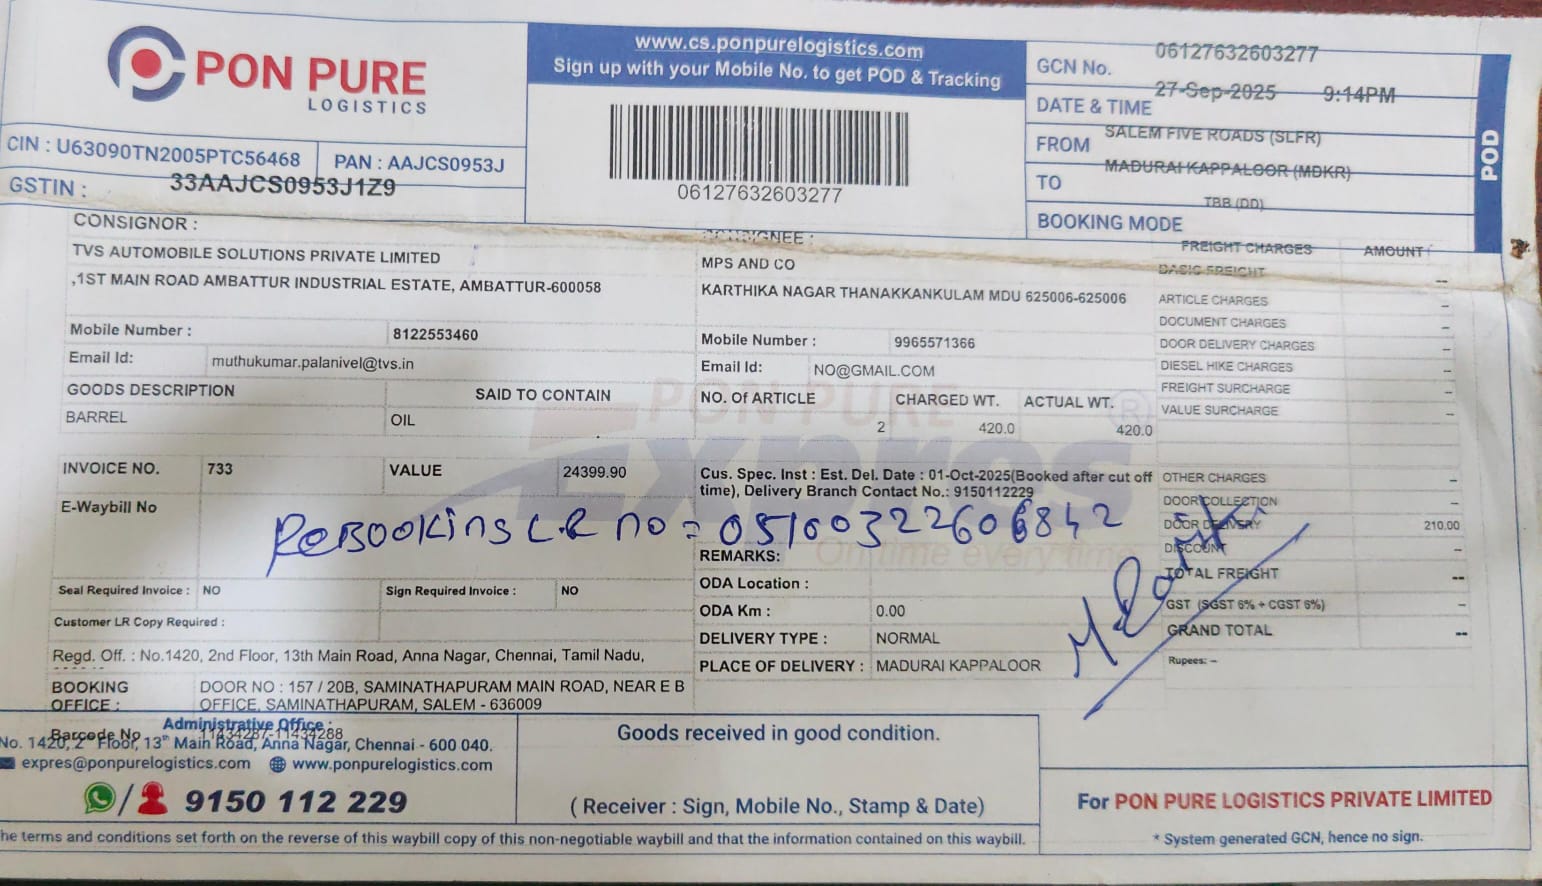 PON PURE
LOGISTICS
www.cs.ponpurelogistics.com
Sign up with your Mobile No. to get POD & Tracking
06127632603277
GCN No. 06127632603277
DATE & TIME 27-Sep-2025 9:14PM
FROM SALEM FIVE ROADS (SLFR)
TO MADURAI KAPPALOOR (MDKR)
BOOKING MODE TBB (DD)
POD
CIN : U63090TN2005PTC56468 PAN : AAJCS0953J
GSTIN : 33AAJCS0953J1Z9
CONSIGNOR :
TVS AUTOMOBILE SOLUTIONS PRIVATE LIMITED
,1ST MAIN ROAD AMBATTUR INDUSTRIAL ESTATE, AMBATTUR-600058
Mobile Number : 8122553460
Email Id: muthukumar.palanivel@tvs.in
GOODS DESCRIPTION SAID TO CONTAIN
BARREL OIL
INVOICE NO. 733 VALUE 24399.90
E-Waybill No
CONSIGNEE :
MPS AND CO
KARTHIKA NAGAR THANAKKANKULAM MDU 625006-625006
Mobile Number : 9965571366
Email Id: NO@GMAIL.COM
NO. Of ARTICLE CHARGED WT. ACTUAL WT.
2 420.0 420.0
Cus. Spec. Inst : Est. Del. Date : 01-Oct-2025(Booked after cut off
time), Delivery Branch Contact No.: 9150112229
ReBooking L.R no = 05100322606842
PON PURE
Expres
On time every time
REMARKS:
ODA Location :
ODA Km : 0.00
DELIVERY TYPE : NORMAL
PLACE OF DELIVERY : MADURAI KAPPALOOR
FREIGHT CHARGES AMOUNT
BASIC FREIGHT --
ARTICLE CHARGES --
DOCUMENT CHARGES --
DOOR DELIVERY CHARGES --
DIESEL HIKE CHARGES --
FREIGHT SURCHARGE --
VALUE SURCHARGE --
OTHER CHARGES --
DOOR COLLECTION --
DOOR DELIVERY 210.00
DISCOUNT --
TOTAL FREIGHT --
GST (SGST 6% + CGST 6%) --
GRAND TOTAL --
Rupees: --
Seal Required Invoice : NO Sign Required Invoice : NO
Customer LR Copy Required :
Regd. Off. : No.1420, 2nd Floor, 13th Main Road, Anna Nagar, Chennai, Tamil Nadu,
BOOKING OFFICE : DOOR NO : 157 / 20B, SAMINATHAPURAM MAIN ROAD, NEAR E B
OFFICE, SAMINATHAPURAM, SALEM - 636009
Administrative Office :
Barcode No 11434287-11434288
No. 1420, 2nd Floor, 13th Main Road, Anna Nagar, Chennai - 600 040.
expres@ponpurelogistics.com www.ponpurelogistics.com
9150 112 229
Goods received in good condition.
( Receiver : Sign, Mobile No., Stamp & Date)
For PON PURE LOGISTICS PRIVATE LIMITED
* System generated GCN, hence no sign.
he terms and conditions set forth on the reverse of this waybill copy of this non-negotiable waybill and that the information contained on this waybill.